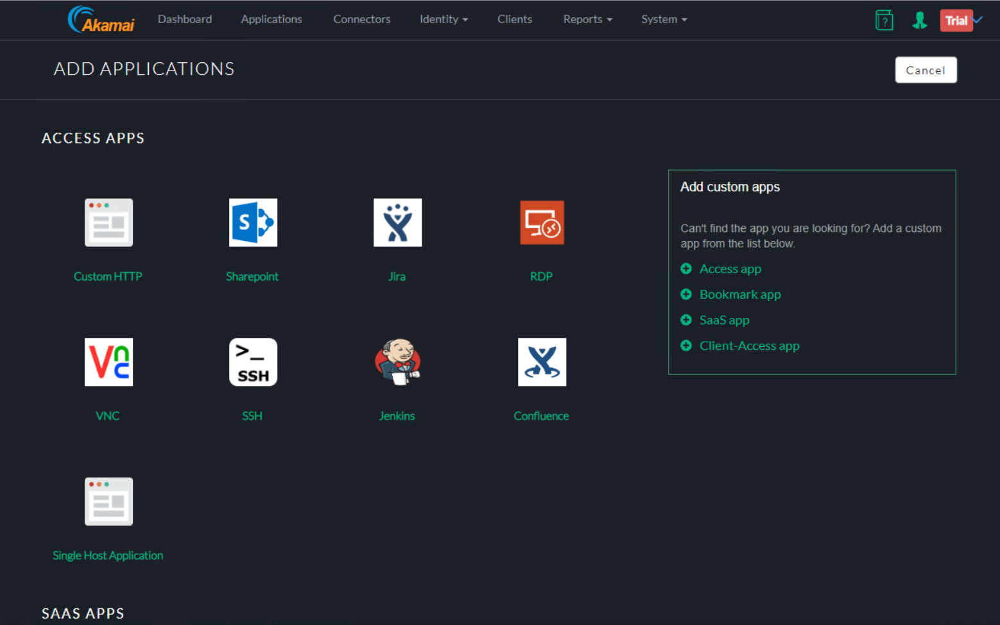 Akamai Dashboard Applications Connectors Identity Clients Reports System ? Trial
ADD APPLICATIONS Cancel
ACCESS APPS
Custom HTTP
S
Sharepoint
Jira
RDP
VNC
VNC
>_
SSH
SSH
Jenkins
Confluence
Single Host Application
Add custom apps
Can't find the app you are looking for? Add a custom
app from the list below.
Access app
Bookmark app
SaaS app
Client-Access app
SAAS APPS